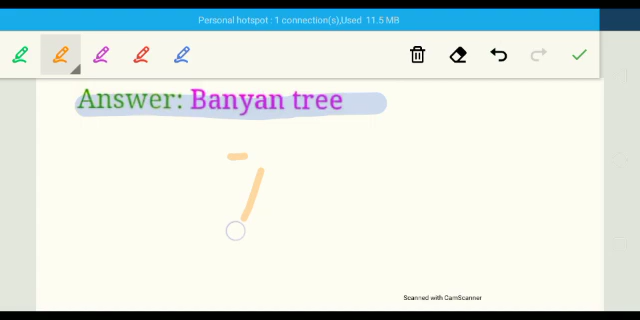 Personal hotspot : 1 connection(s),Used 11.5 MB
Answer: Banyan tree
Scanned with CamScanner